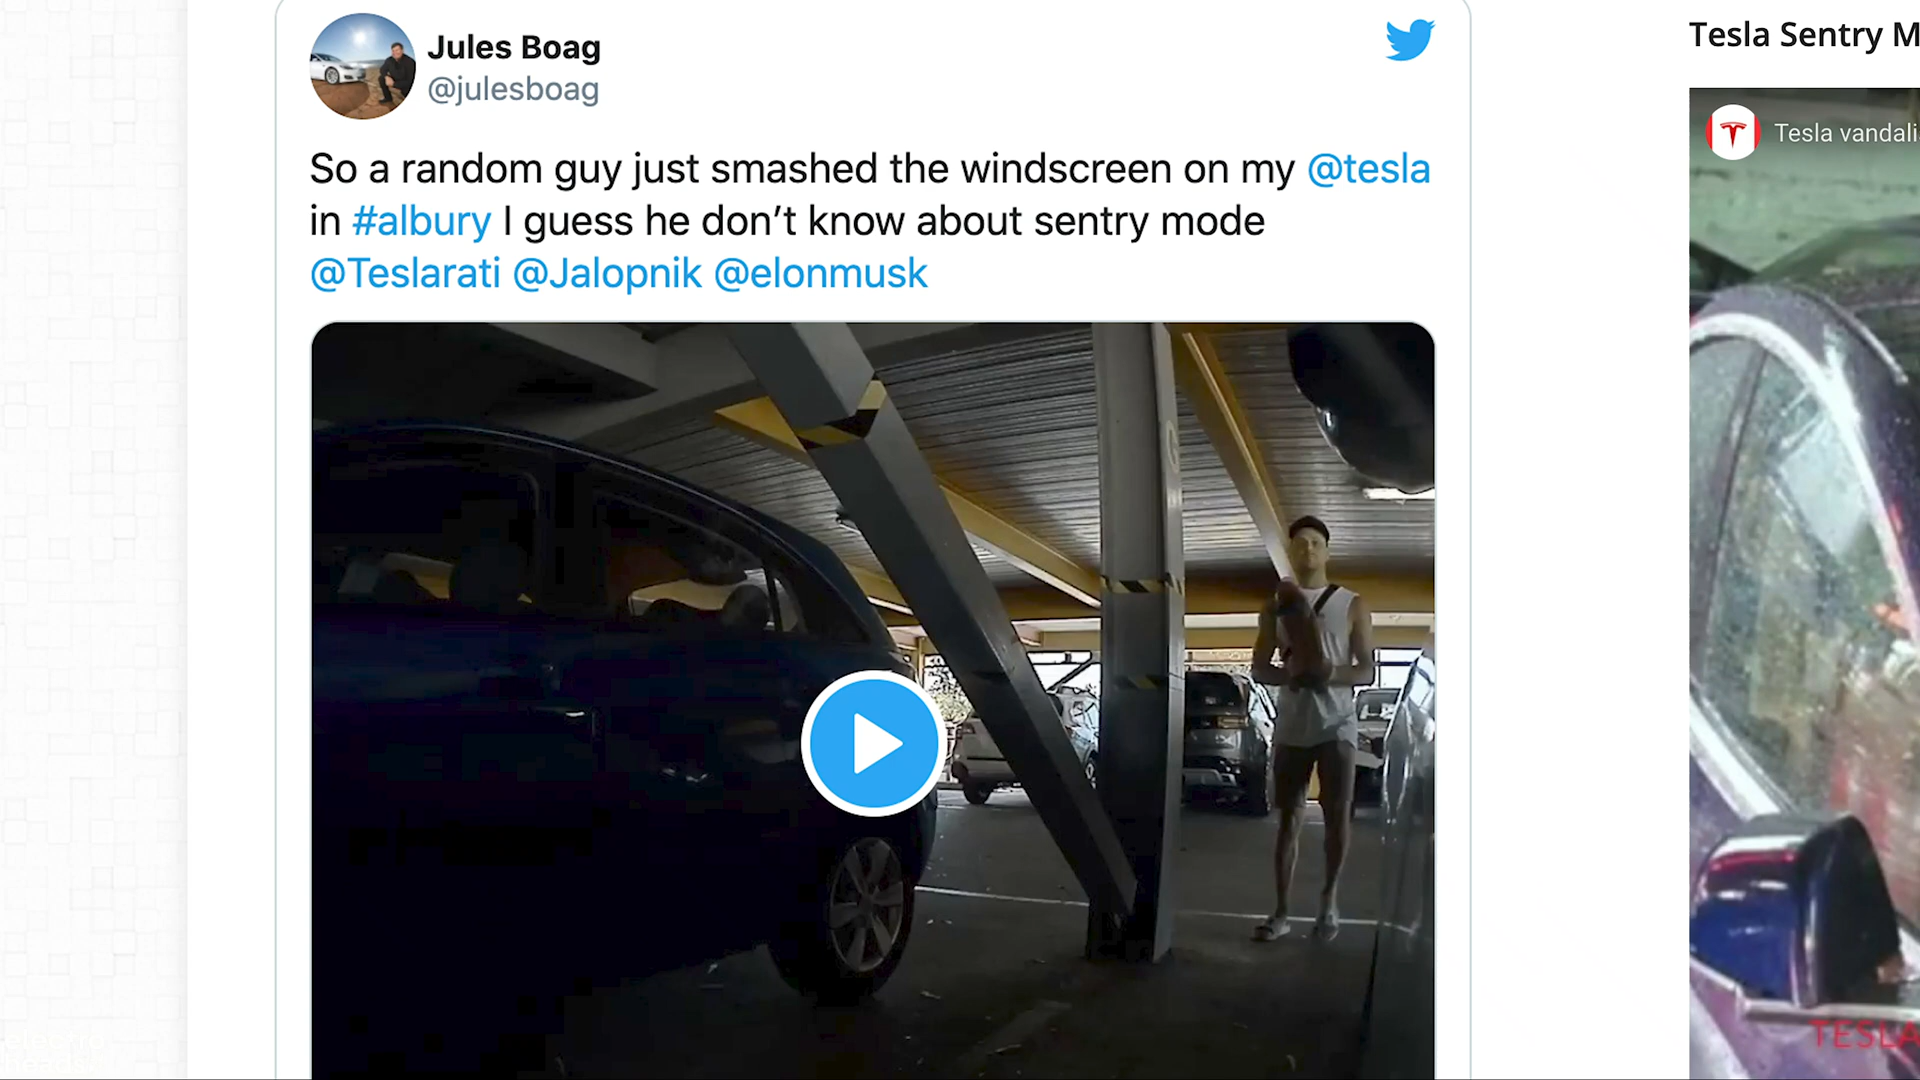 Jules Boag
@julesboag
So a random guy just smashed the windscreen on my @tesla
in #albury I guess he don’t know about sentry mode
@Teslarati @Jalopnik @elonmusk
Tesla Sentry M
Tesla vandali
TESLA